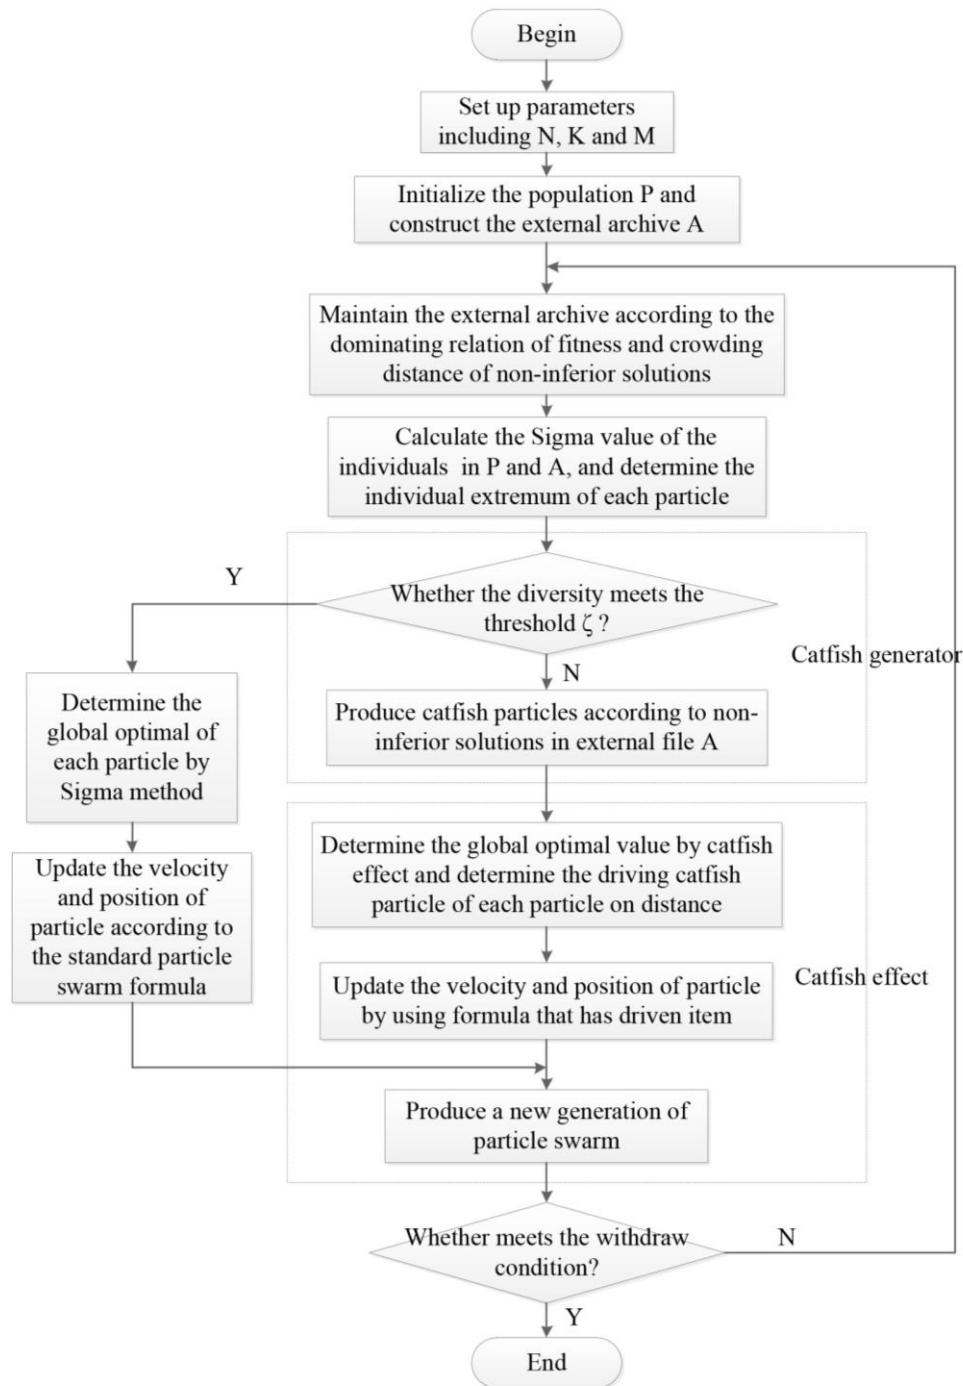 Begin
Set up parameters
including N, K and M
Initialize the population P and
construct the external archive A
Maintain the external archive according to the
dominating relation of fitness and crowding
distance of non-inferior solutions
Calculate the Sigma value of the
individuals in P and A, and determine the
individual extremum of each particle
Y
Whether the diversity meets the
threshold ζ ?
Catfish generator
N
Produce catfish particles according to non-
inferior solutions in external file A
Determine the
global optimal of
each particle by
Sigma method
Update the velocity
and position of
particle according to
the standard particle
swarm formula
Determine the global optimal value by catfish
effect and determine the driving catfish
particle of each particle on distance
Catfish effect
Update the velocity and position of particle
by using formula that has driven item
Produce a new generation of
particle swarm
Whether meets the withdraw
condition?
N
Y
End